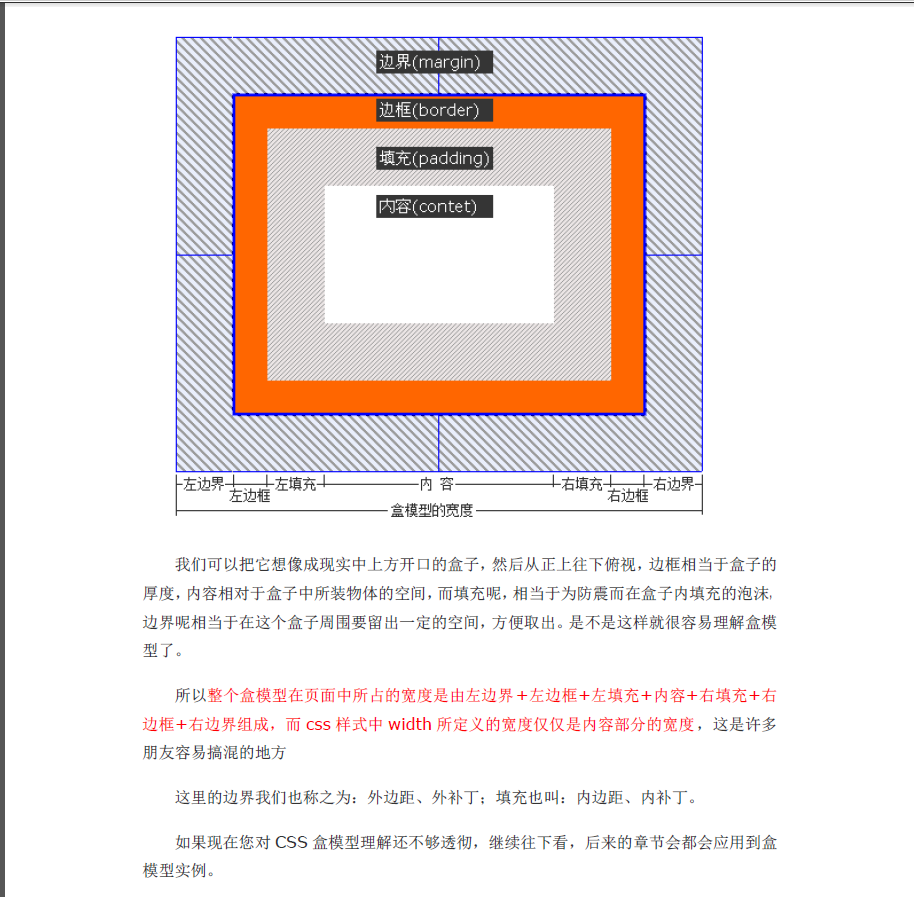 边界(margin)
边框(border)
填充(padding)
内容(contet)
左边界 左填充 内 容 右填充 右边界
左边框 右边框
盒模型的宽度
我们可以把它想像成现实中上方开口的盒子，然后从正上往下俯视，边框相当于盒子的
厚度，内容相对于盒子中所装物体的空间，而填充呢，相当于为防震而在盒子内填充的泡沫，
边界呢相当于在这个盒子周围要留出一定的空间，方便取出。是不是这样就很容易理解盒模
型了。
所以整个盒模型在页面中所占的宽度是由左边界+左边框+左填充+内容+右填充+右
边框+右边界组成，而 css 样式中 width 所定义的宽度仅仅是内容部分的宽度，这是许多
朋友容易搞混的地方
这里的边界我们也称之为：外边距、外补丁；填充也叫：内边距、内补丁。
如果现在您对 CSS 盒模型理解还不够透彻，继续往下看，后来的章节会都会应用到盒
模型实例。